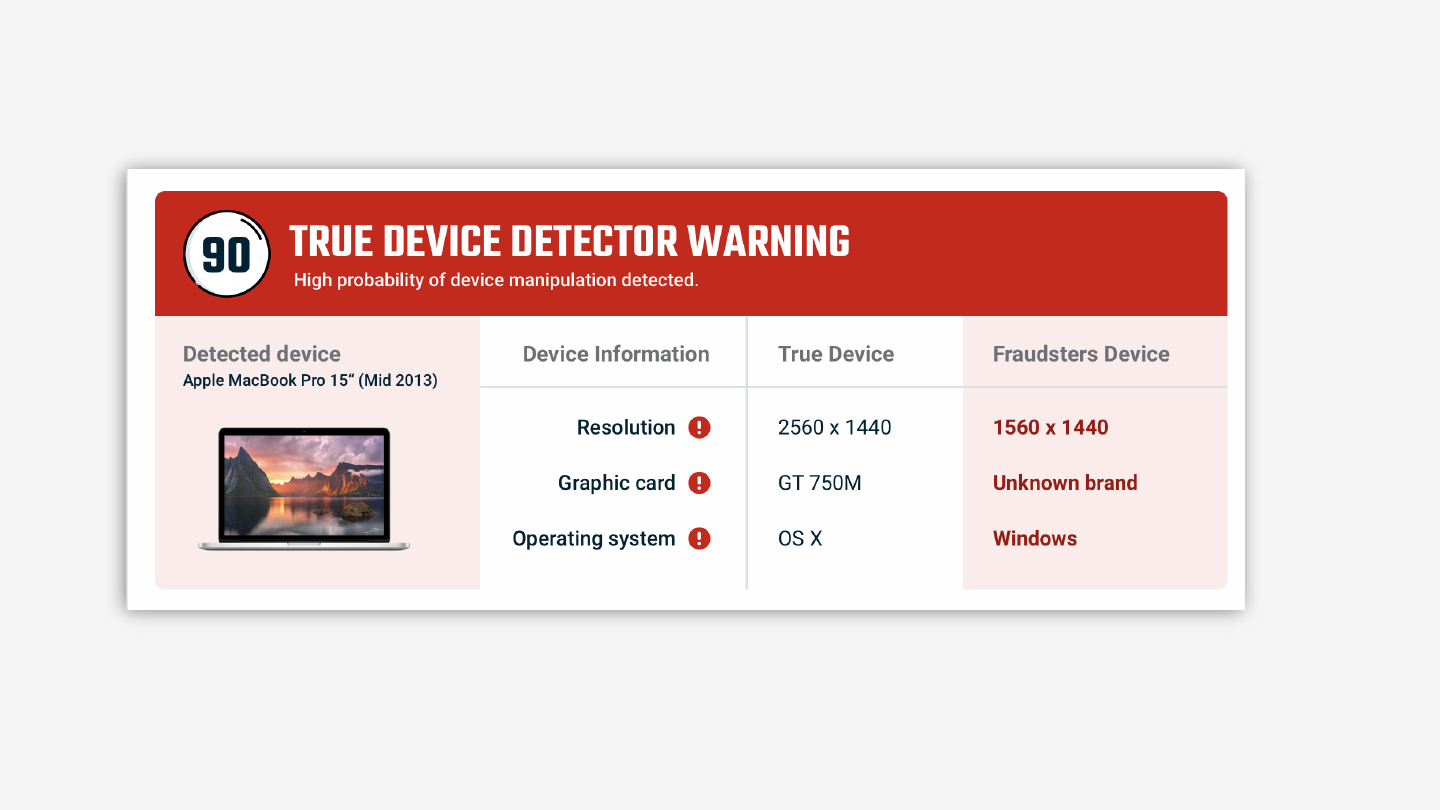 90
TRUE DEVICE DETECTOR WARNING
High probability of device manipulation detected.
Detected device
Apple MacBook Pro 15“ (Mid 2013)
Device Information True Device Fraudsters Device
Resolution 2560 x 1440 1560 x 1440
Graphic card GT 750M Unknown brand
Operating system OS X Windows